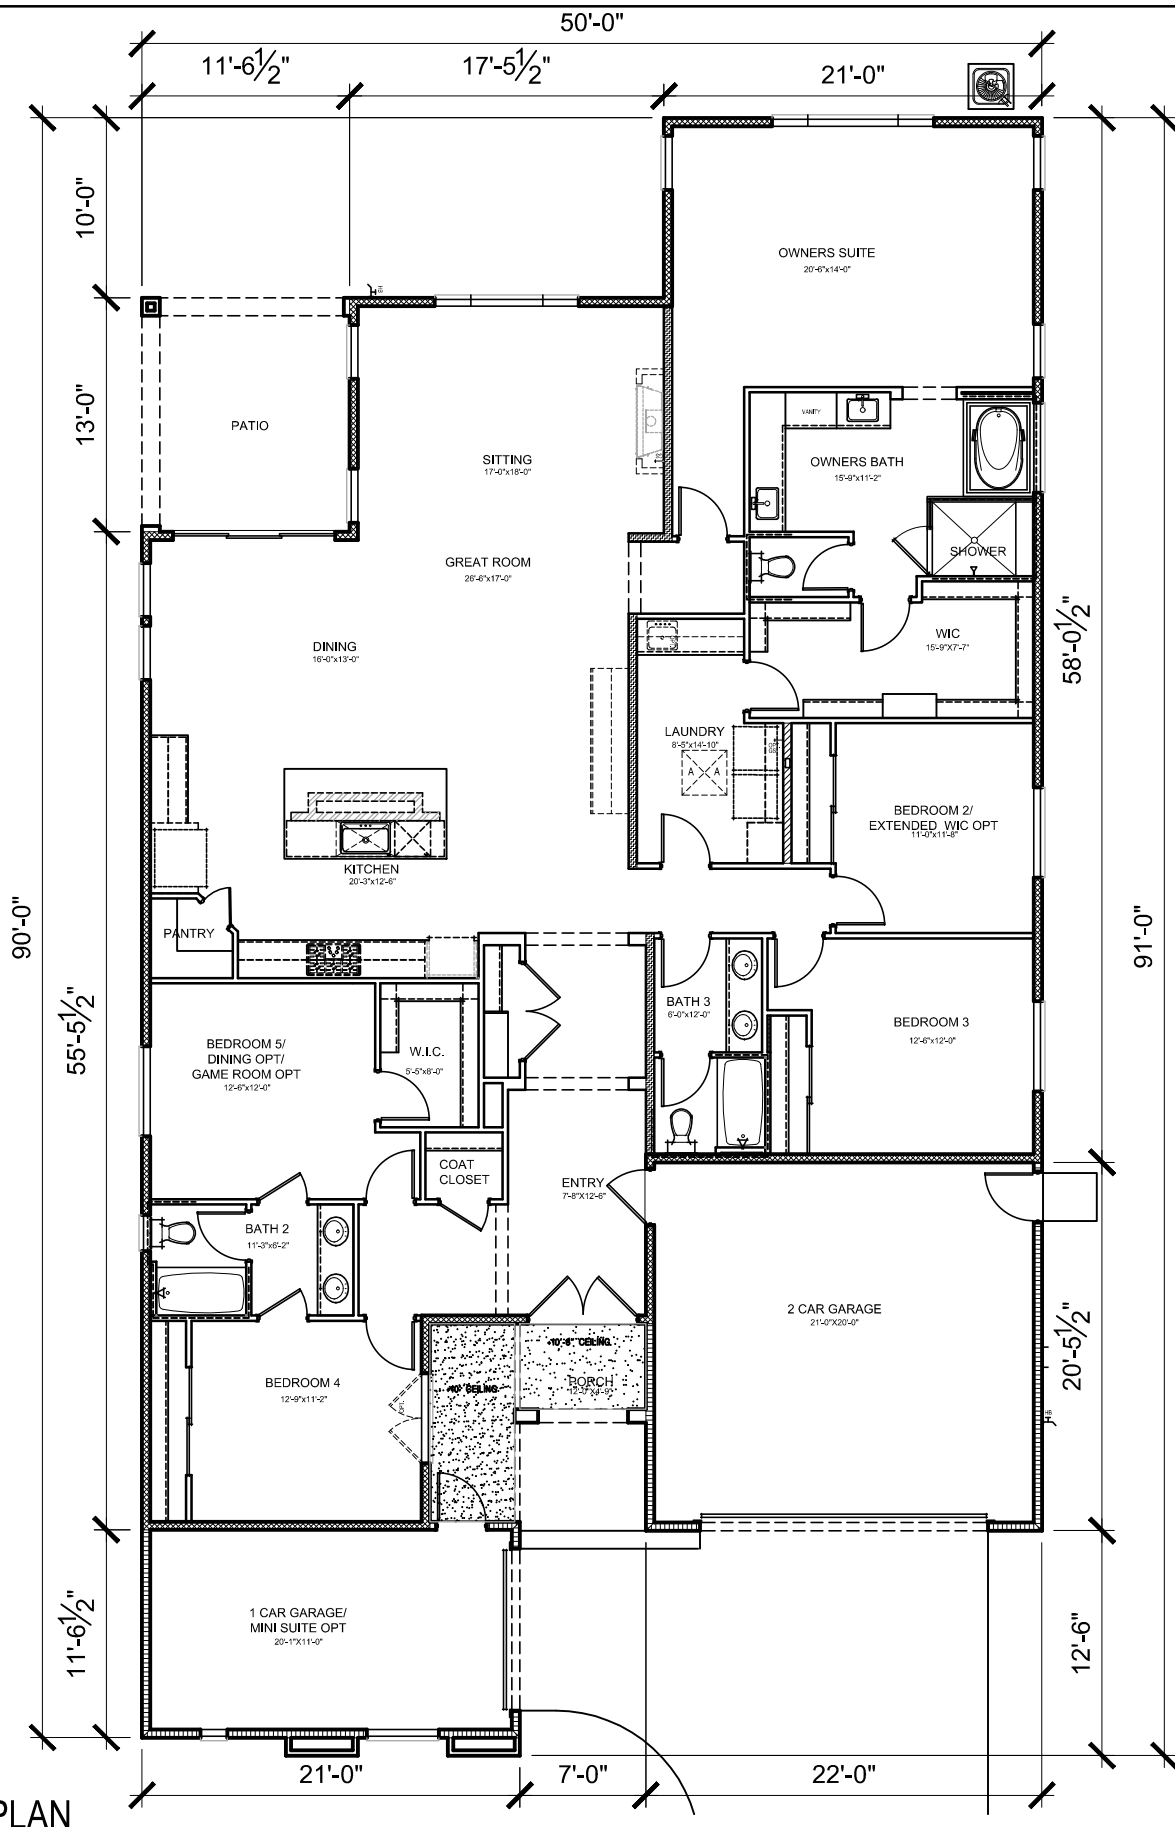 50'-0"
11'-6½"
17'-5½"
21'-0"
10'-0"
13'-0"
90'-0"
55'-5½"
11'-6½"
58'-0½"
91'-0"
20'-5½"
12'-6"
HB
OWNERS SUITE
20'-6"x14'-0"
PATIO
SITTING
17'-0"x18'-0"
VANITY
OWNERS BATH
15'-9"x11'-2"
SHOWER
GREAT ROOM
26'-6"x17'-0"
DINING
16'-0"x13'-0"
WIC
15'-9"X7'-7"
LAUNDRY
8'-5"x14'-10"
A A
BEDROOM 2/
EXTENDED WIC OPT
11'-0"x11'-8"
KITCHEN
20'-3"x12'-6"
PANTRY
BATH 3
6'-0"x12'-0"
BEDROOM 3
12'-6"x12'-0"
BEDROOM 5/
DINING OPT/
GAME ROOM OPT
12'-6"x12'-0"
W.I.C.
5'-5"x8'-0"
COAT
CLOSET
ENTRY
7'-8"X12'-6"
BATH 2
11'-3"x6'-2"
2 CAR GARAGE
21'-0"X20'-0"
BEDROOM 4
12'-9"x11'-2"
OPT.
CEILING
PORCH
10' CEILING
HB
1 CAR GARAGE/
MINI SUITE OPT
20'-1"X11'-0"
21'-0"
7'-0"
22'-0"
PLAN